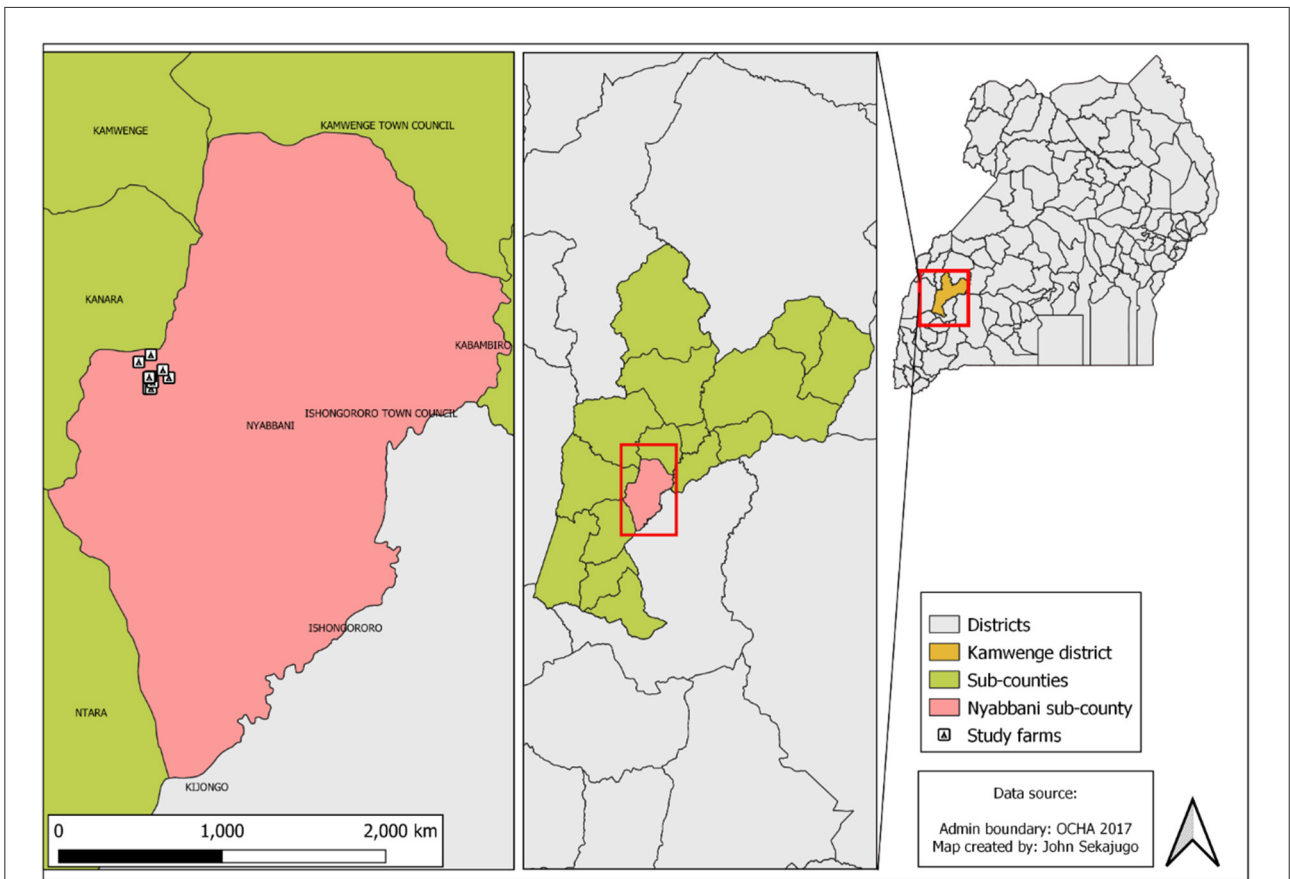 KAMWENGE
KAMWENGE TOWN COUNCIL
KANARA
KABAMBIRO
ISHONGORORO TOWN COUNCIL
NYABBANI
ISHONGORORO
NTARA
KIJONGO
0 1,000 2,000 km
Districts
Kamwenge district
Sub-counties
Nyabbani sub-county
Study farms
Data source:
Admin boundary: OCHA 2017
Map created by: John Sekajugo